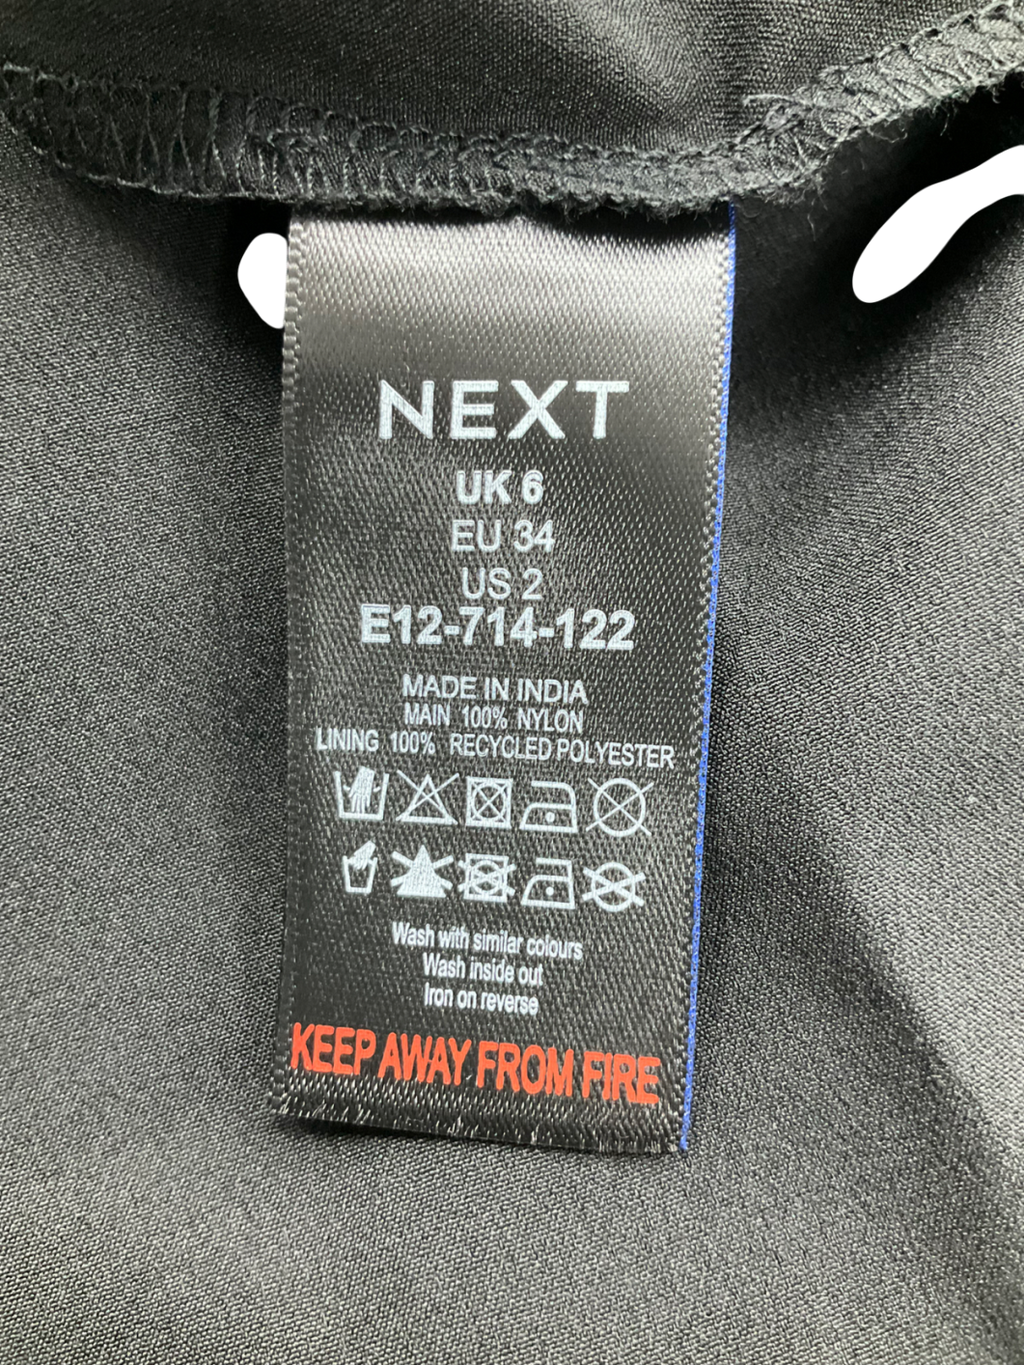 NEXT
UK 6
EU 34
US 2
E12-714-122
MADE IN INDIA
MAIN 100% NYLON
LINING 100% RECYCLED POLYESTER
Wash with similar colours
Wash inside out
Iron on reverse
KEEP AWAY FROM FIRE